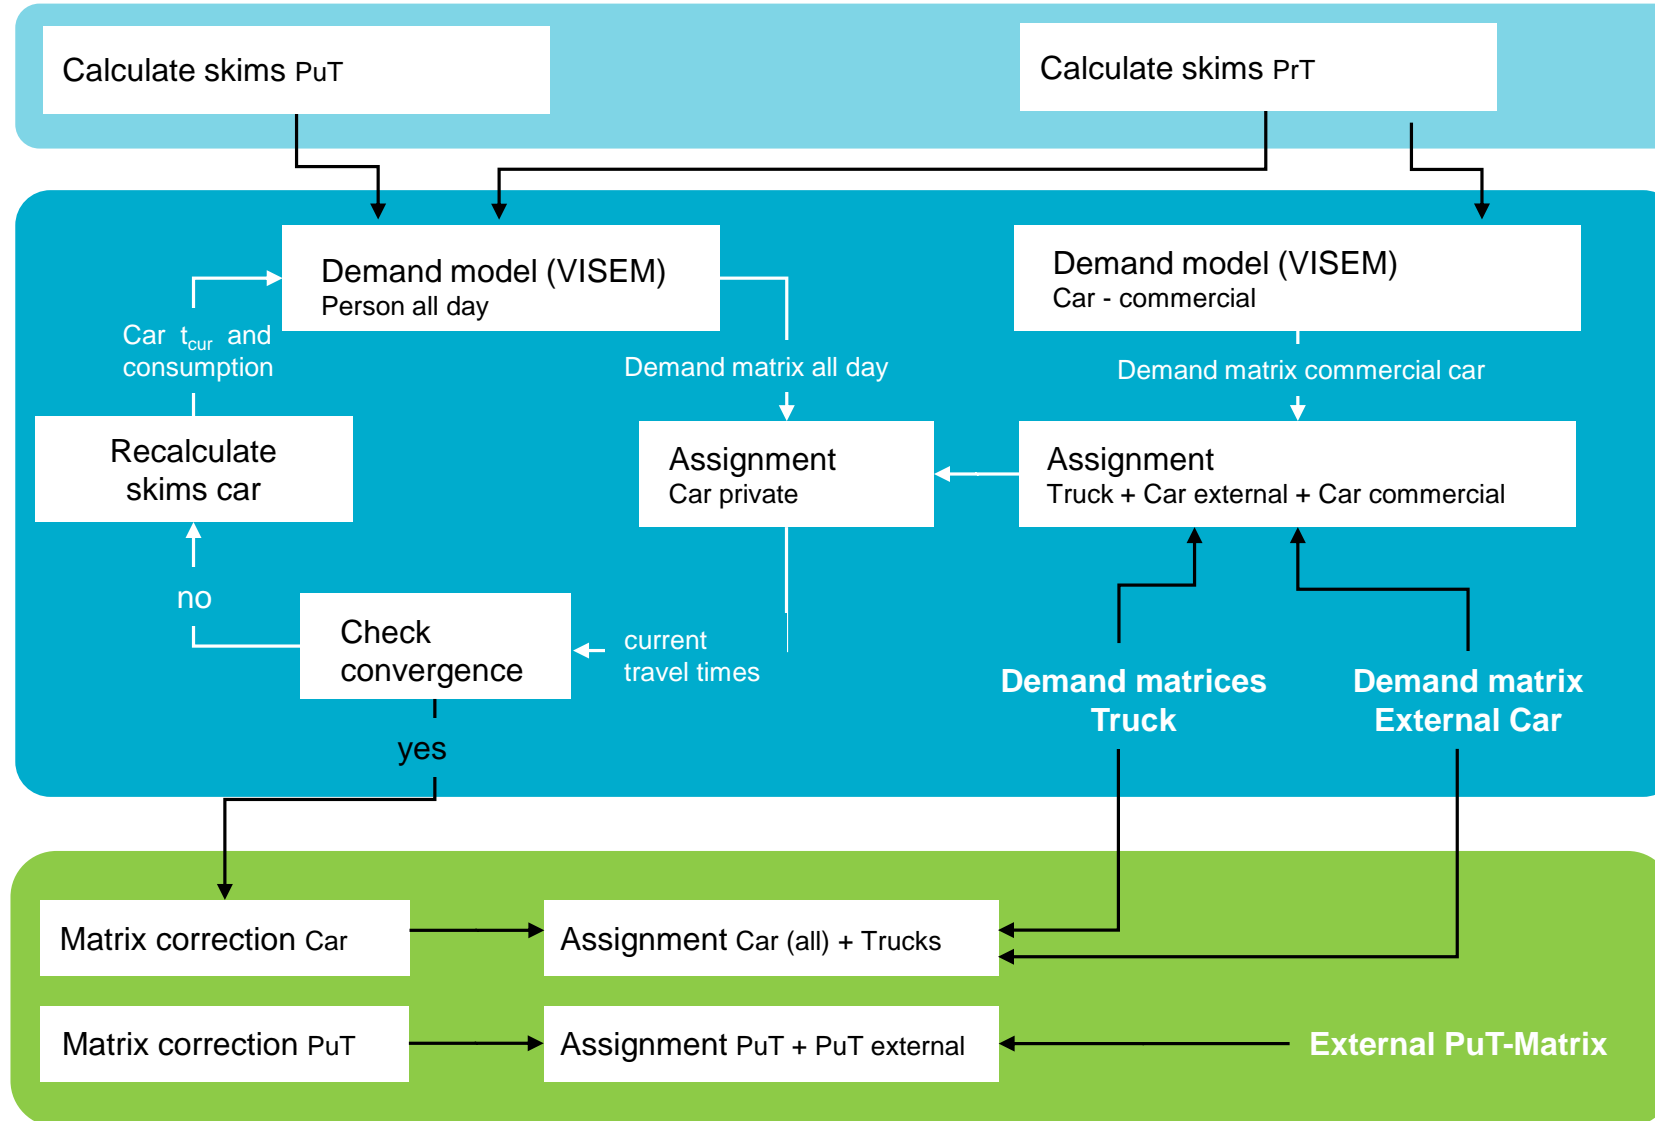 Calculate skims PuT
Calculate skims PrT
Demand model (VISEM)
Person all day
Demand model (VISEM)
Car - commercial
Car tcur and
consumption
Demand matrix all day
Demand matrix commercial car
Recalculate
skims car
Assignment
Car private
Assignment
Truck + Car external + Car commercial
no
Check
convergence
current
travel times
Demand matrices
Truck
Demand matrix
External Car
yes
Matrix correction Car
Assignment Car (all) + Trucks
Matrix correction PuT
Assignment PuT + PuT external
External PuT-Matrix